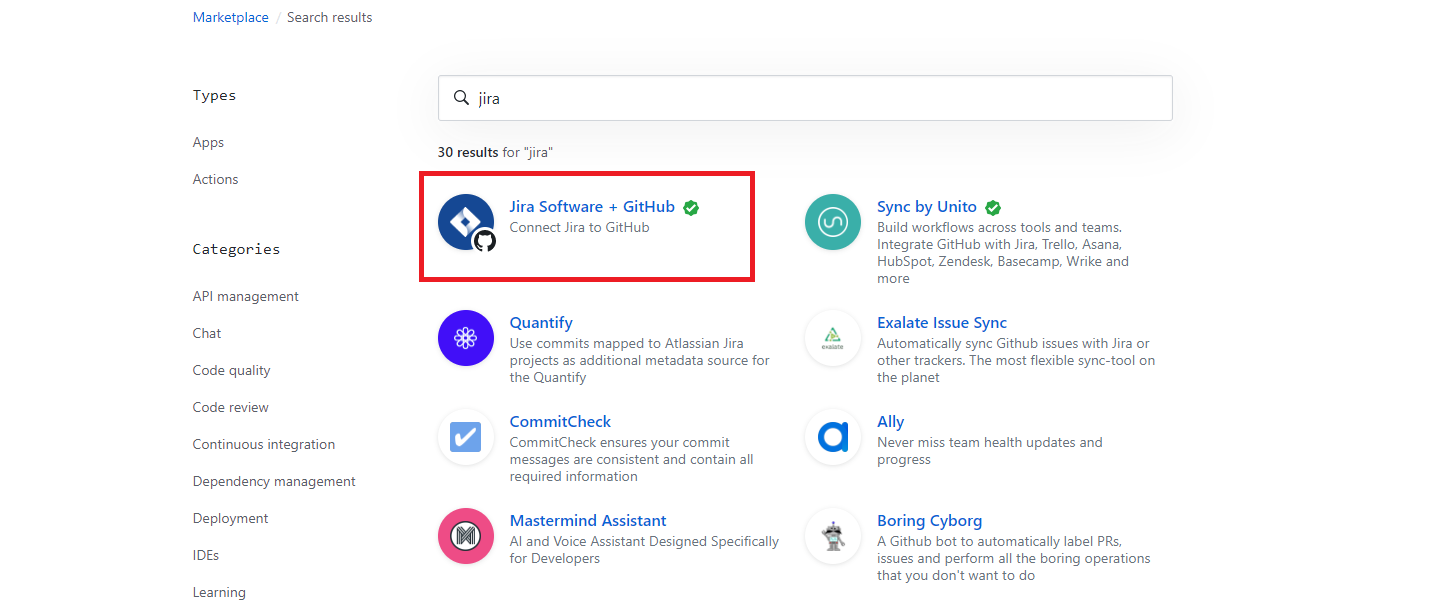 Marketplace / Search results
Types
Apps
Actions
Categories
API management
Chat
Code quality
Code review
Continuous integration
Dependency management
Deployment
IDEs
Learning
jira
30 results for "jira"
Jira Software + GitHub
Connect Jira to GitHub
Sync by Unito
Build workflows across tools and teams.
Integrate GitHub with Jira, Trello, Asana,
HubSpot, Zendesk, Basecamp, Wrike and
more
Quantify
Use commits mapped to Atlassian Jira
projects as additional metadata source for
the Quantify
exalate
Exalate Issue Sync
Automatically sync Github issues with Jira or
other trackers. The most flexible sync-tool on
the planet
CommitCheck
CommitCheck ensures your commit
messages are consistent and contain all
required information
Ally
Never miss team health updates and
progress
Mastermind Assistant
AI and Voice Assistant Designed Specifically
for Developers
Boring Cyborg
A Github bot to automatically label PRs,
issues and perform all the boring operations
that you don't want to do